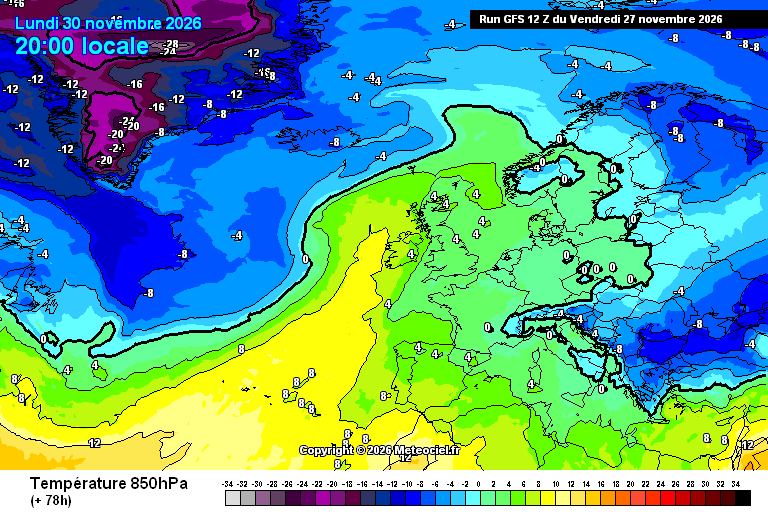 Lundi 30 novembre 2026
20:00 locale
Run GFS 12 Z du Vendredi 27 novembre 2026
Copyright © 2026 Meteociel.fr
Température 850hPa
(+ 78h)
-34 -32 -30 -28 -26 -24 -22 -20 -18 -16 -14 -12 -10 -8 -6 -4 -2 0 2 4 6 8 10 12 14 16 18 20 22 24 26 28 30 32 34